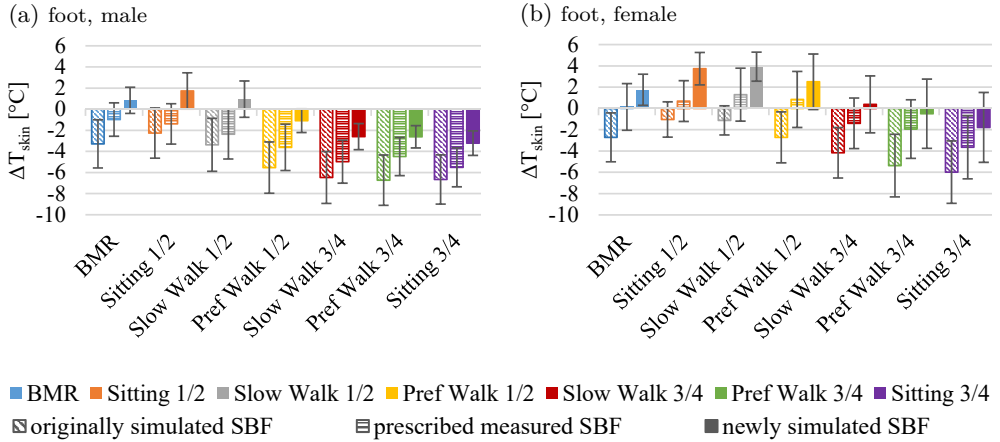 (a) foot, male
(b) foot, female
ΔT_skin [°C]
6
4
2
0
-2
-4
-6
-8
-10
BMR
Sitting 1/2
Slow Walk 1/2
Pref Walk 1/2
Slow Walk 3/4
Pref Walk 3/4
Sitting 3/4
ΔT_skin [°C]
6
4
2
0
-2
-4
-6
-8
-10
BMR
Sitting 1/2
Slow Walk 1/2
Pref Walk 1/2
Slow Walk 3/4
Pref Walk 3/4
Sitting 3/4
BMR Sitting 1/2 Slow Walk 1/2 Pref Walk 1/2 Slow Walk 3/4 Pref Walk 3/4 Sitting 3/4
originally simulated SBF prescribed measured SBF newly simulated SBF